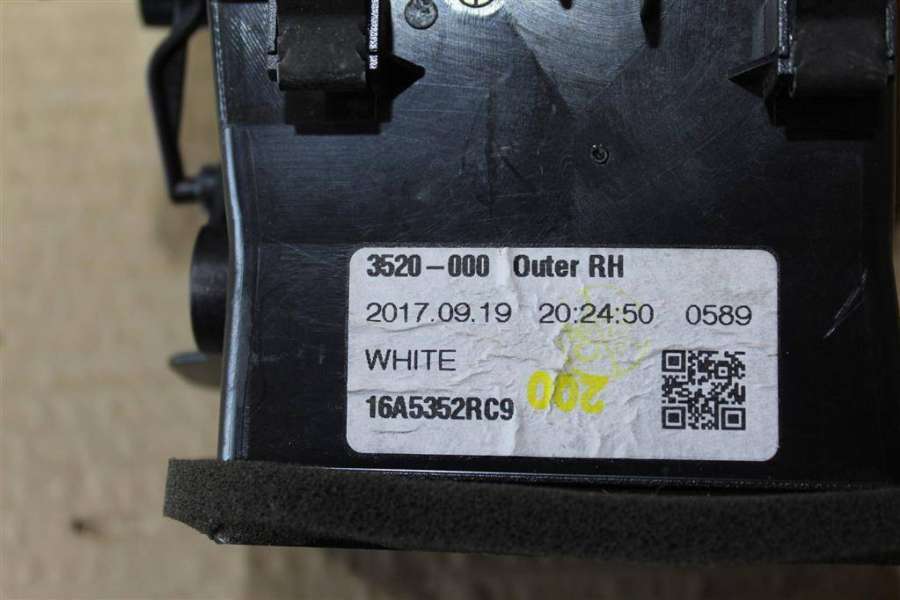 3520-000 Outer RH
2017.09.19 20:24:50 0589
WHITE
200
16A5352RC9